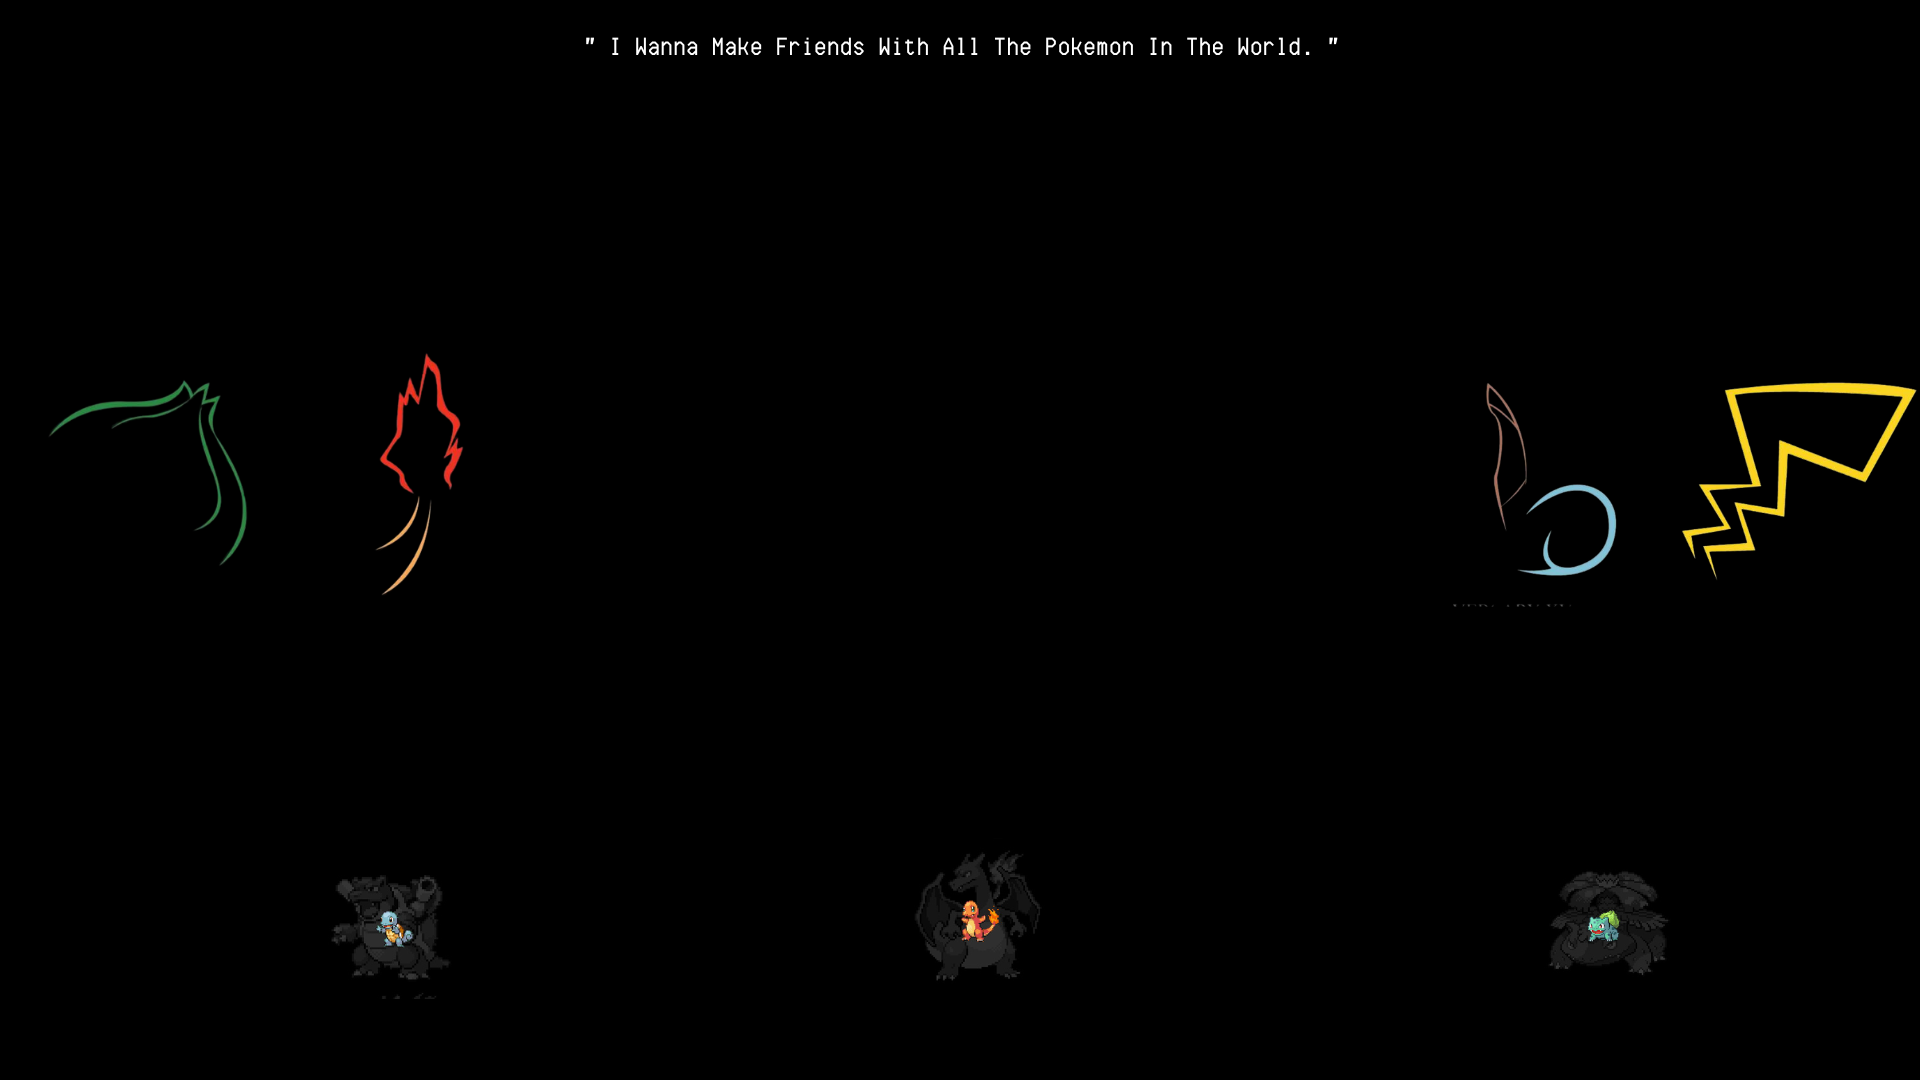 " I Wanna Make Friends With All The Pokemon In The World. "